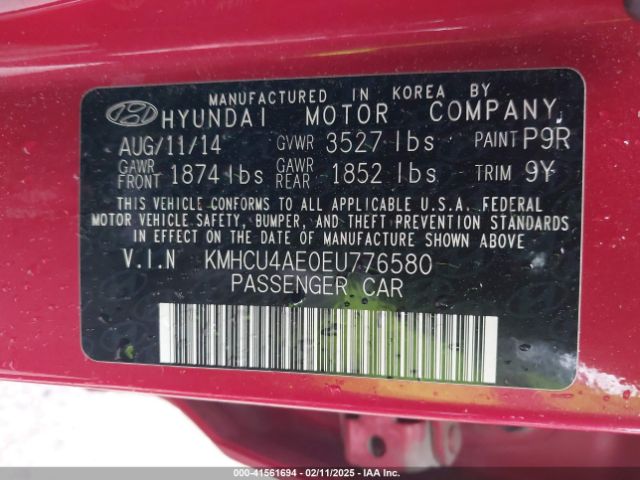 MANUFACTURED IN KOREA BY
HYUNDAI MOTOR COMPANY
AUG/11/14 GVWR 3527 lbs PAINT P9R
GAWR FRONT 1874 lbs GAWR REAR 1852 lbs TRIM 9Y
THIS VEHICLE CONFORMS TO ALL APPLICABLE U.S.A. FEDERAL
MOTOR VEHICLE SAFETY, BUMPER, AND THEFT PREVENTION STANDARDS
IN EFFECT ON THE DATE OF MANUFACTURE SHOWN ABOVE.
V.I.N KMHCU4AE0EU776580
PASSENGER CAR
000-41561694 - 02/11/2025 - IAA Inc.